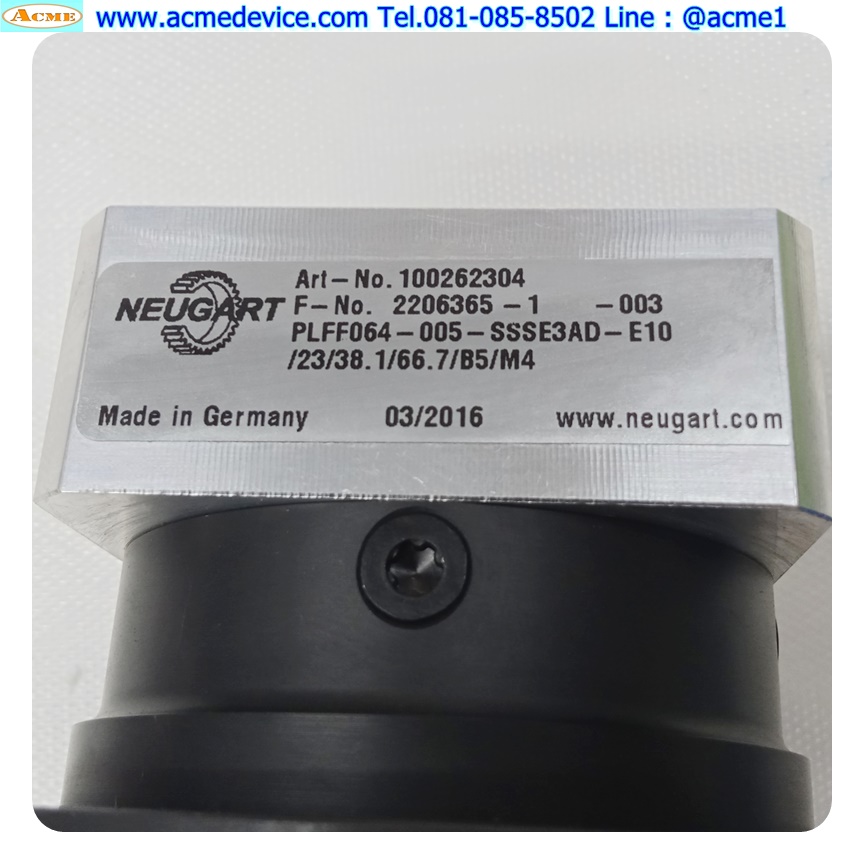 ACME www.acmedevice.com Tel.081-085-8502 Line : @acme1
NEUGART
Art-No. 100262304
F-No. 2206365 -1 -003
PLFF064-005-SSSE3AD-E10
/23/38.1/66.7/B5/M4
Made in Germany 03/2016 www.neugart.com